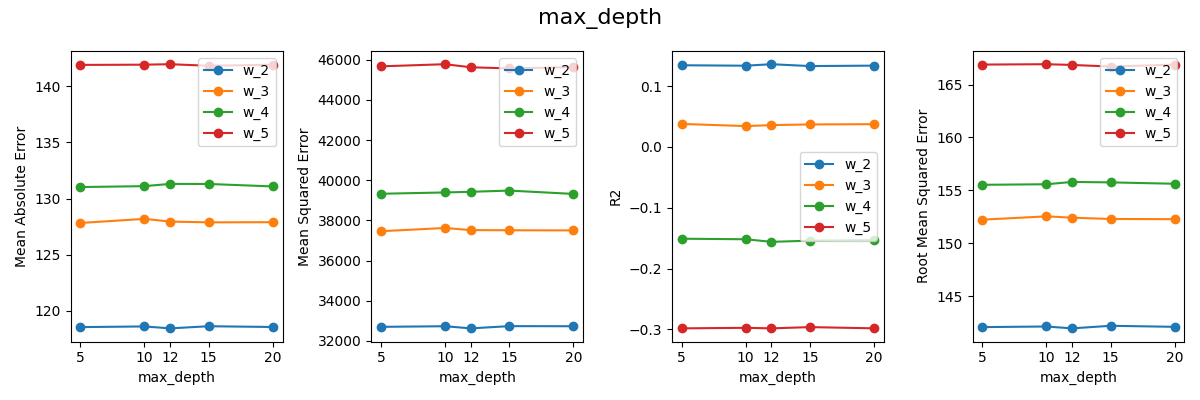 max_depth
Mean Absolute Error
140
135
130
125
120
5 10 12 15 20
max_depth
w_2
w_3
w_4
w_5
Mean Squared Error
46000
44000
42000
40000
38000
36000
34000
32000
5 10 12 15 20
max_depth
w_2
w_3
w_4
w_5
R2
0.1
0.0
−0.1
−0.2
−0.3
5 10 12 15 20
max_depth
w_2
w_3
w_4
w_5
Root Mean Squared Error
165
160
155
150
145
5 10 12 15 20
max_depth
w_2
w_3
w_4
w_5